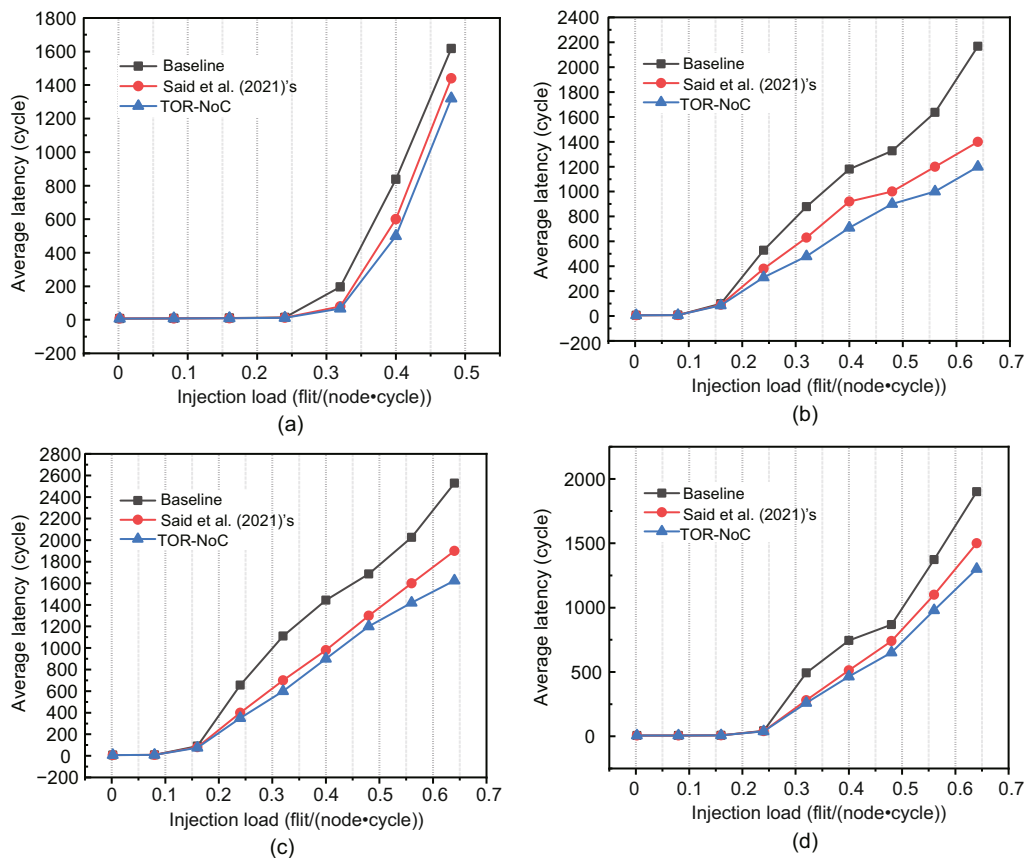 1600
1400
1200
1000
800
600
400
200
0
−200
Average latency (cycle)
Baseline
Said et al. (2021)'s
TOR-NoC
0 0.1 0.2 0.3 0.4 0.5
Injection load (flit/(node•cycle))
(a)
2400
2200
2000
1800
1600
1400
1200
1000
800
600
400
200
0
−200
Average latency (cycle)
Baseline
Said et al. (2021)'s
TOR-NoC
0 0.1 0.2 0.3 0.4 0.5 0.6 0.7
Injection load (flit/(node•cycle))
(b)
2800
2600
2400
2200
2000
1800
1600
1400
1200
1000
800
600
400
200
0
−200
Average latency (cycle)
Baseline
Said et al. (2021)'s
TOR-NoC
0 0.1 0.2 0.3 0.4 0.5 0.6 0.7
Injection load (flit/(node•cycle))
(c)
2000
1500
1000
500
0
Average latency (cycle)
Baseline
Said et al. (2021)'s
TOR-NoC
0 0.1 0.2 0.3 0.4 0.5 0.6 0.7
Injection load (flit/(node•cycle))
(d)